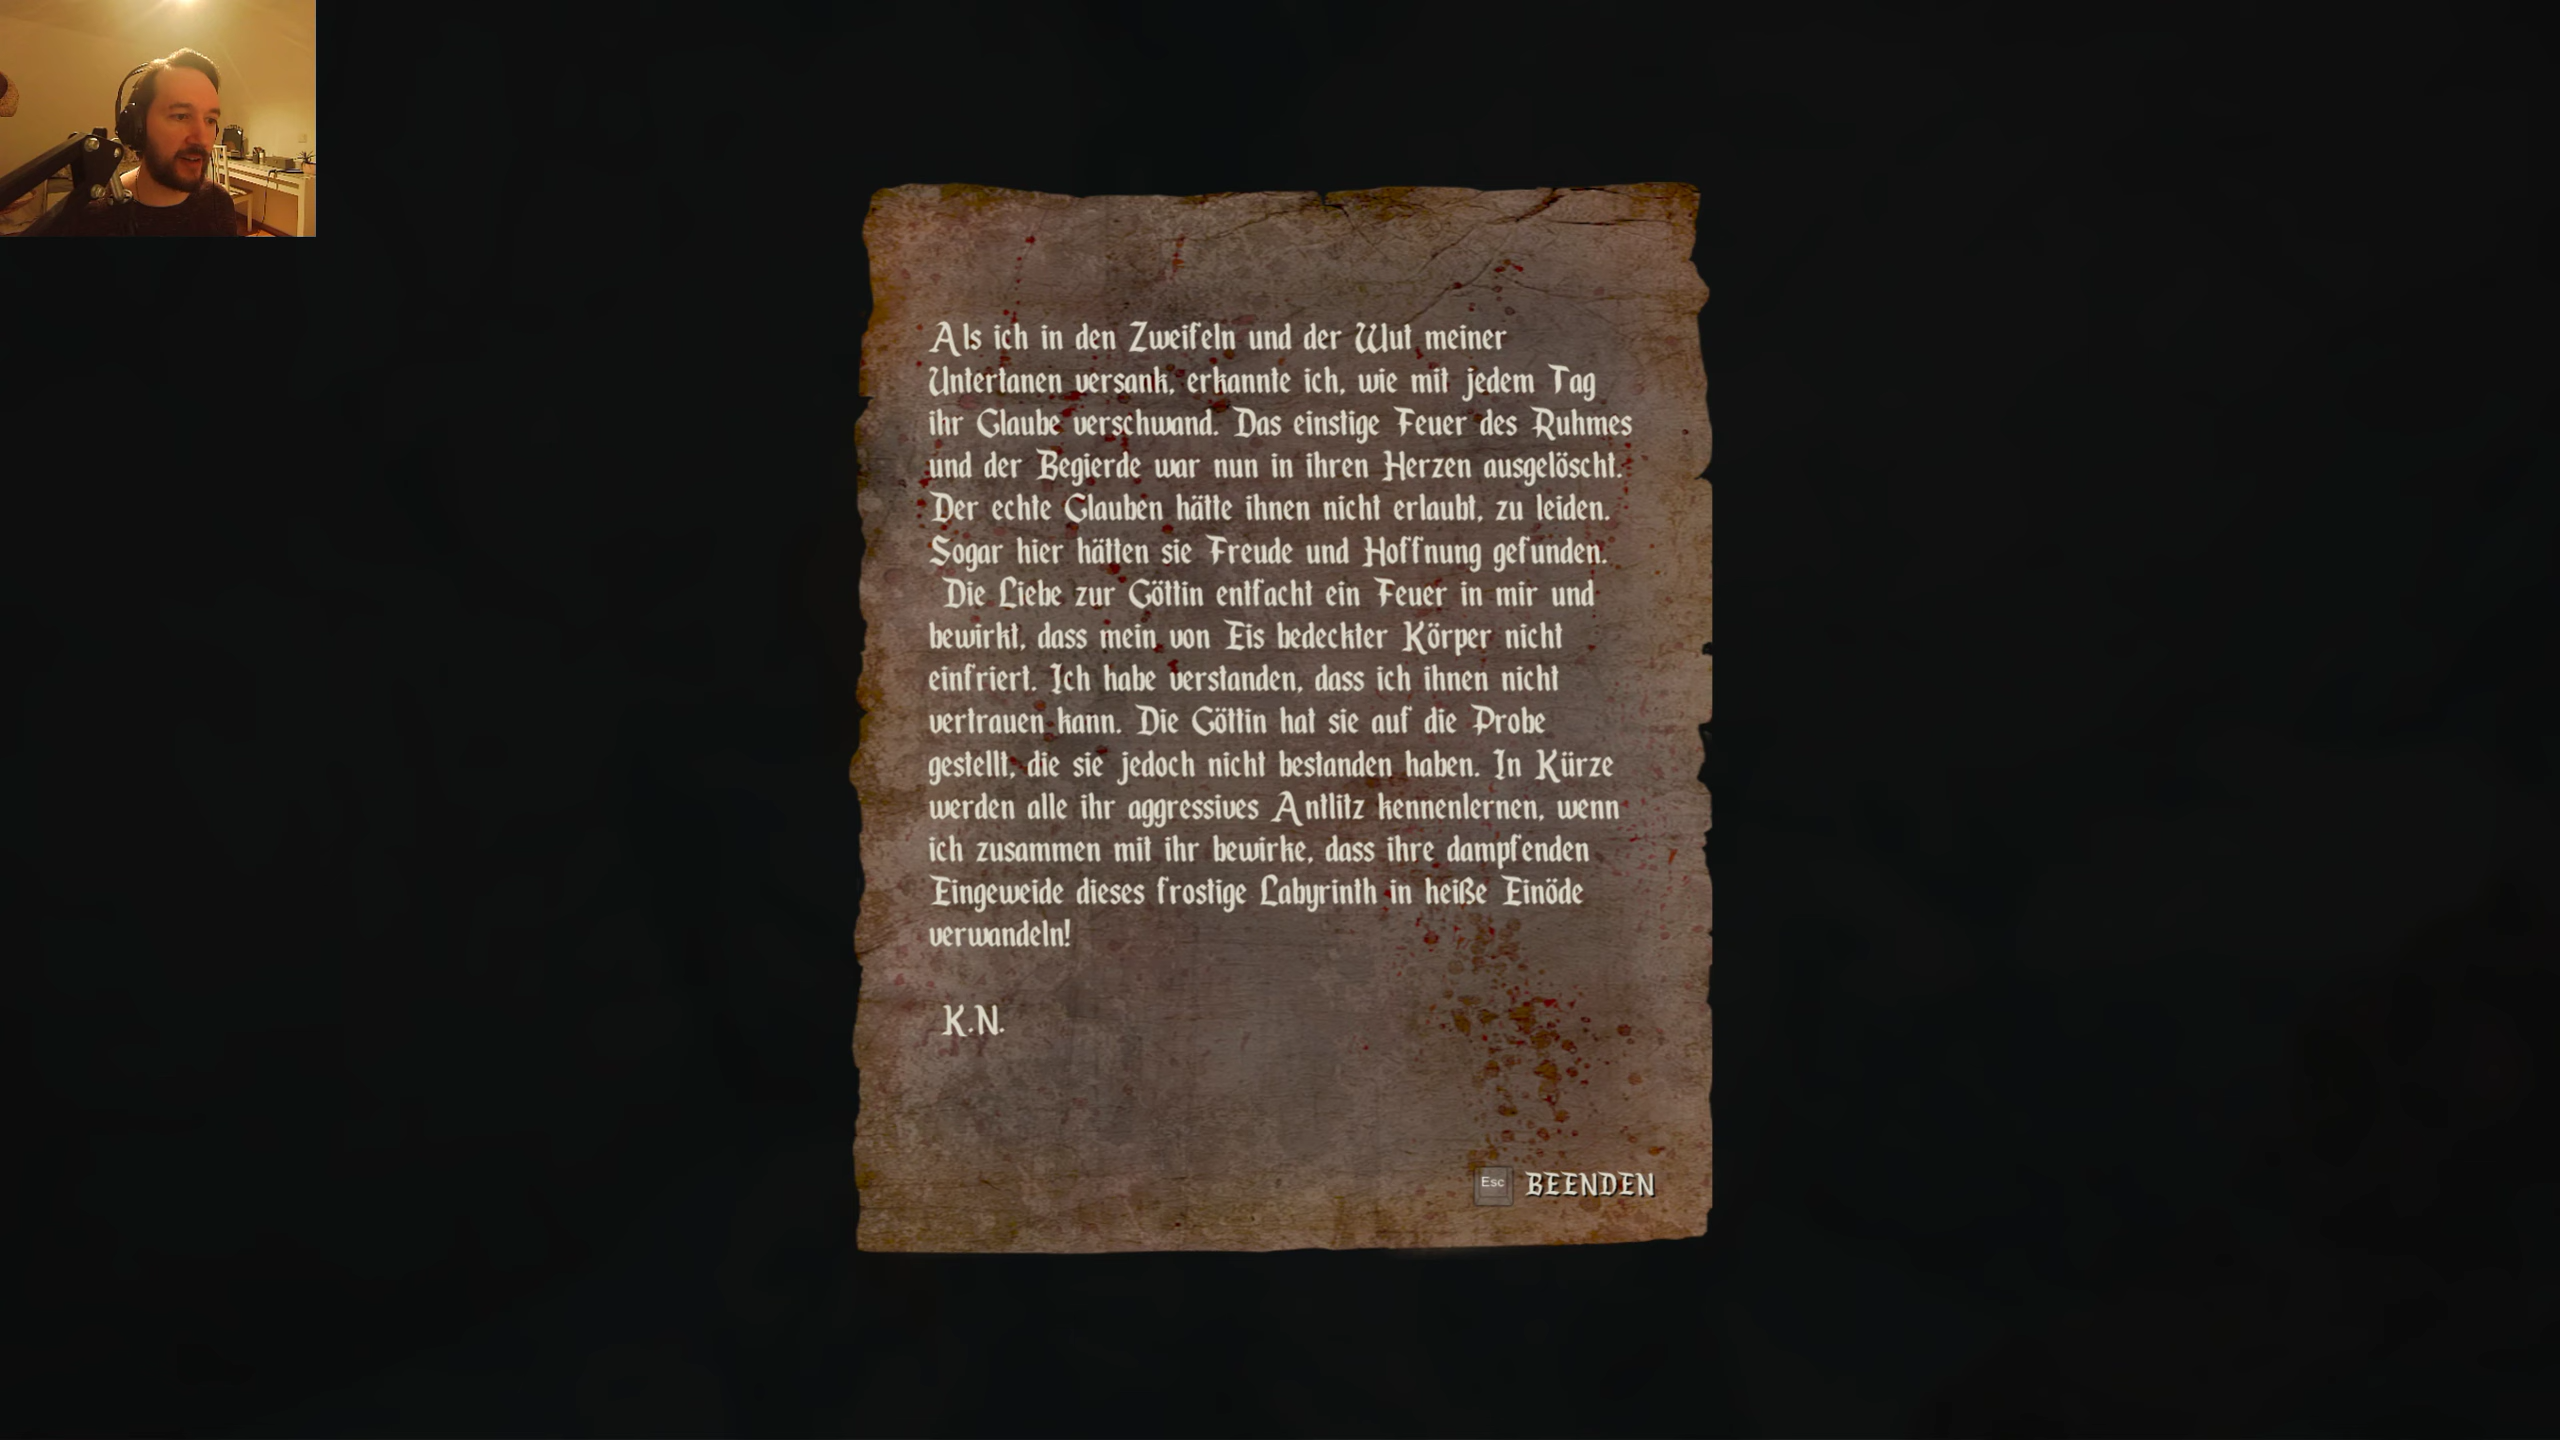 Als ich in den Zweifeln und der Wut meiner
Untertanen versank, erkannte ich, wie mit jedem Tag
ihr Glaube verschwand. Das einstige Feuer des Ruhmes
und der Begierde war nun in ihren Herzen ausgelöscht.
Der echte Glauben hätte ihnen nicht erlaubt, zu leiden.
Sogar hier hätten sie Freude und Hoffnung gefunden.
Die Liebe zur Göttin entfacht ein Feuer in mir und
bewirkt, dass mein von Eis bedeckter Körper nicht
einfriert. Ich habe verstanden, dass ich ihnen nicht
vertrauen kann. Die Göttin hat sie auf die Probe
gestellt, die sie jedoch nicht bestanden haben. In Kürze
werden alle ihr aggressives Antlitz kennenlernen, wenn
ich zusammen mit ihr bewirke, dass ihre dampfenden
Eingeweide dieses frostige Labyrinth in heiße Einöde
verwandeln!
K.N.
Esc BEENDEN